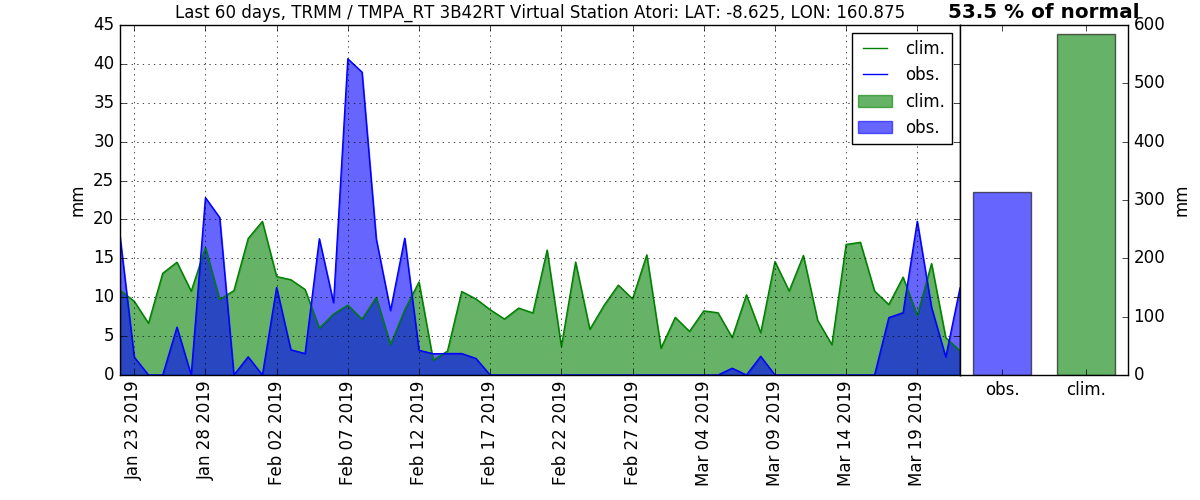 Last 60 days, TRMM / TMPA_RT 3B42RT Virtual Station Atori: LAT: -8.625, LON: 160.875
53.5 % of normal
45
40
35
30
25
20
15
10
5
0
mm
clim.
obs.
clim.
obs.
600
500
400
300
200
100
0
mm
Jan 23 2019
Jan 28 2019
Feb 02 2019
Feb 07 2019
Feb 12 2019
Feb 17 2019
Feb 22 2019
Feb 27 2019
Mar 04 2019
Mar 09 2019
Mar 14 2019
Mar 19 2019
obs.
clim.